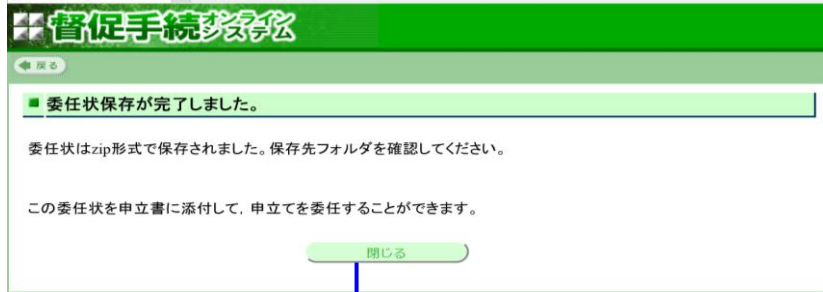 督促手続オンラインシステム
戻る
委任状保存が完了しました。
委任状はzip形式で保存されました。保存先フォルダを確認してください。
この委任状を申立書に添付して，申立てを委任することができます。
閉じる